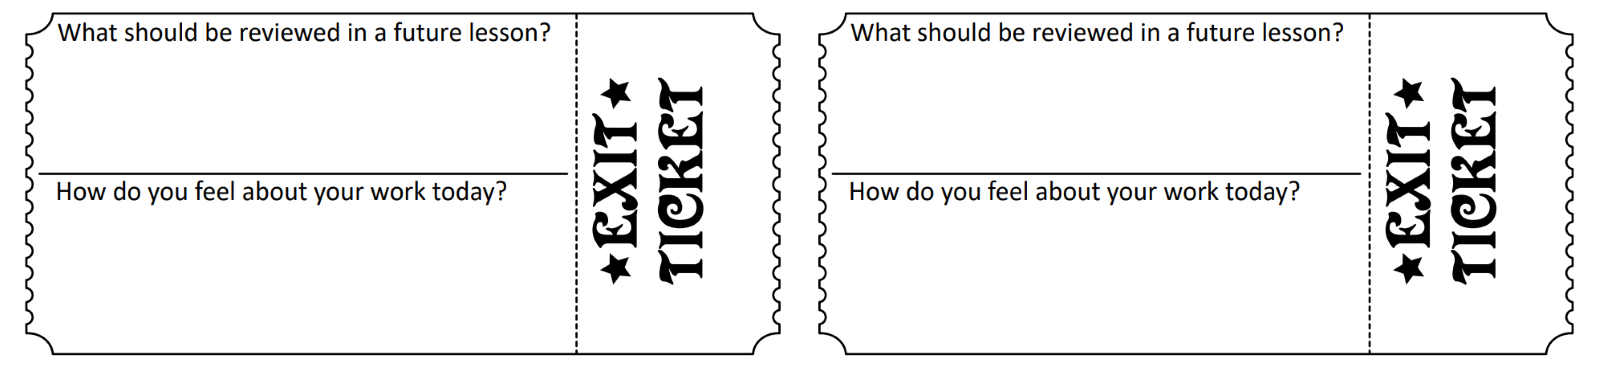 What should be reviewed in a future lesson?
How do you feel about your work today?
★EXIT★
TICKET
What should be reviewed in a future lesson?
How do you feel about your work today?
★EXIT★
TICKET